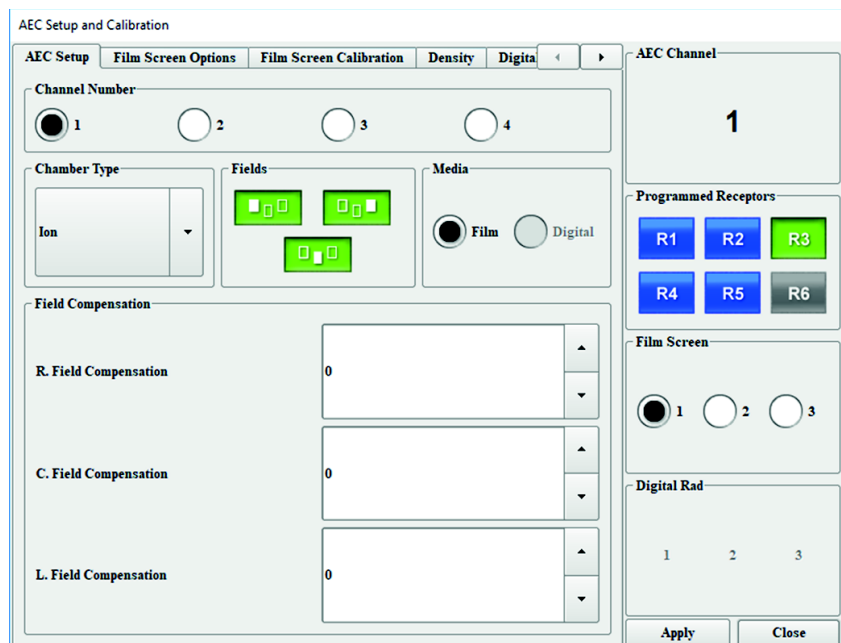 AEC Setup and Calibration
AEC Setup
Film Screen Options
Film Screen Calibration
Density
Digita
Channel Number
1
2
3
4
Chamber Type
Ion
Fields
Media
Film
Digital
Field Compensation
R. Field Compensation
0
C. Field Compensation
0
L. Field Compensation
0
AEC Channel
1
Programmed Receptors
R1
R2
R3
R4
R5
R6
Film Screen
1
2
3
Digital Rad
1
2
3
Apply
Close